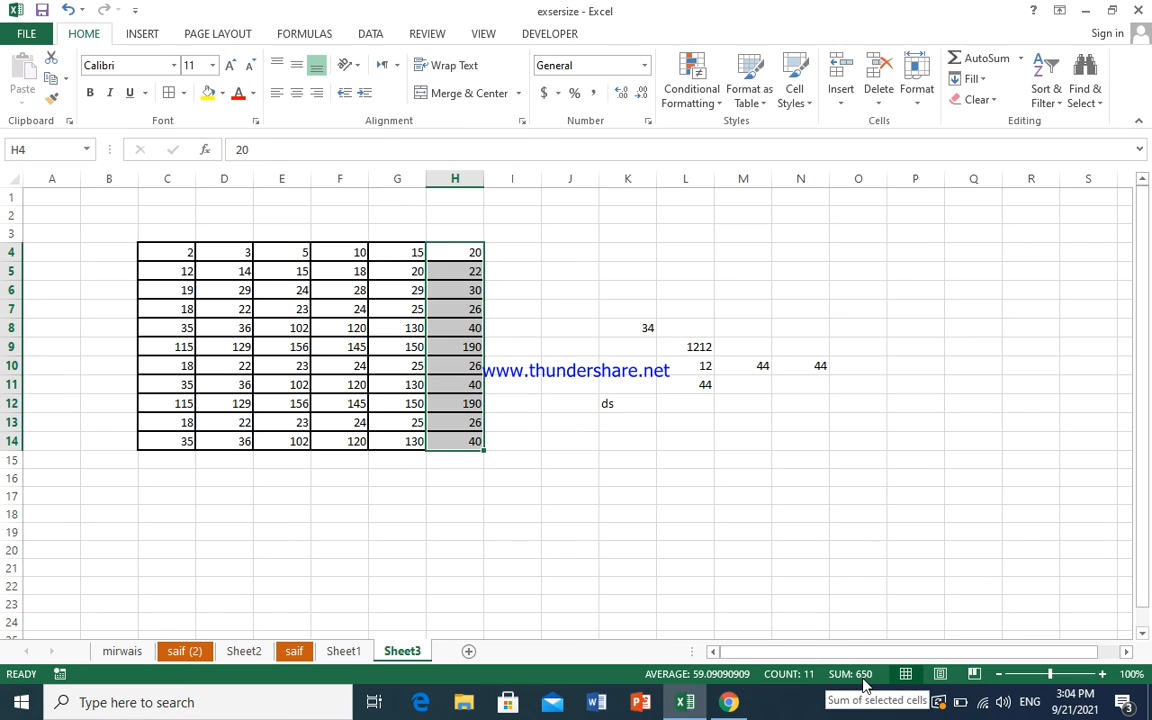 exsersize - Excel
FILE HOME INSERT PAGE LAYOUT FORMULAS DATA REVIEW VIEW DEVELOPER Sign in
Calibri 11 Wrap Text General AutoSum
Paste B I U Merge & Center $ % , Conditional Formatting Format as Table Cell Styles Insert Delete Format Fill Clear Sort & Filter Find & Select
Clipboard Font Alignment Number Styles Cells Editing
H4 fx 20
A B C D E F G H I J K L M N O P Q R S
1
2
3
4 2 3 5 10 15 20
5 12 14 15 18 20 22
6 19 29 24 28 29 30
7 18 22 23 24 25 26
8 35 36 102 120 130 40 34
9 115 129 156 145 150 190 1212
10 18 22 23 24 25 26 12 44 44
www.thundershare.net
11 35 36 102 120 130 40 44
12 115 129 156 145 150 190 ds
13 18 22 23 24 25 26
14 35 36 102 120 130 40
15
16
17
18
19
20
21
22
23
24
mirwais saif (2) Sheet2 saif Sheet1 Sheet3
READY AVERAGE: 59.09090909 COUNT: 11 SUM: 650 100%
Sum of selected cells
Type here to search ENG 3:04 PM
9/21/2021 3